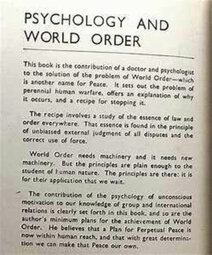 PSYCHOLOGY AND
WORLD ORDER
This book is the contribution of a doctor and psychologist
to the solution of the problem of World Order—which
is another name for Peace. It sets out the problem of
perennial human warfare, offers an explanation of why
it occurs, and a recipe for stopping it.
The recipe involves a study of the essence of law and
order everywhere. That essence is found in the principle
of unbiassed external judgment of all disputes and the
correct use of force.
World Order needs machinery and it needs new
machinery. But the principles are plain enough to the
student of human nature. The principles are there: it is
for their application that we wait.
The contribution of the psychology of unconscious
motivation to our knowledge of group and international
relations is clearly set forth in this book, and so are the
author's minimum plans for the achievement of World
Order. He believes that a Plan for Perpetual Peace is
now within human reach, and that with great determina-
tion we can make that Peace our own.